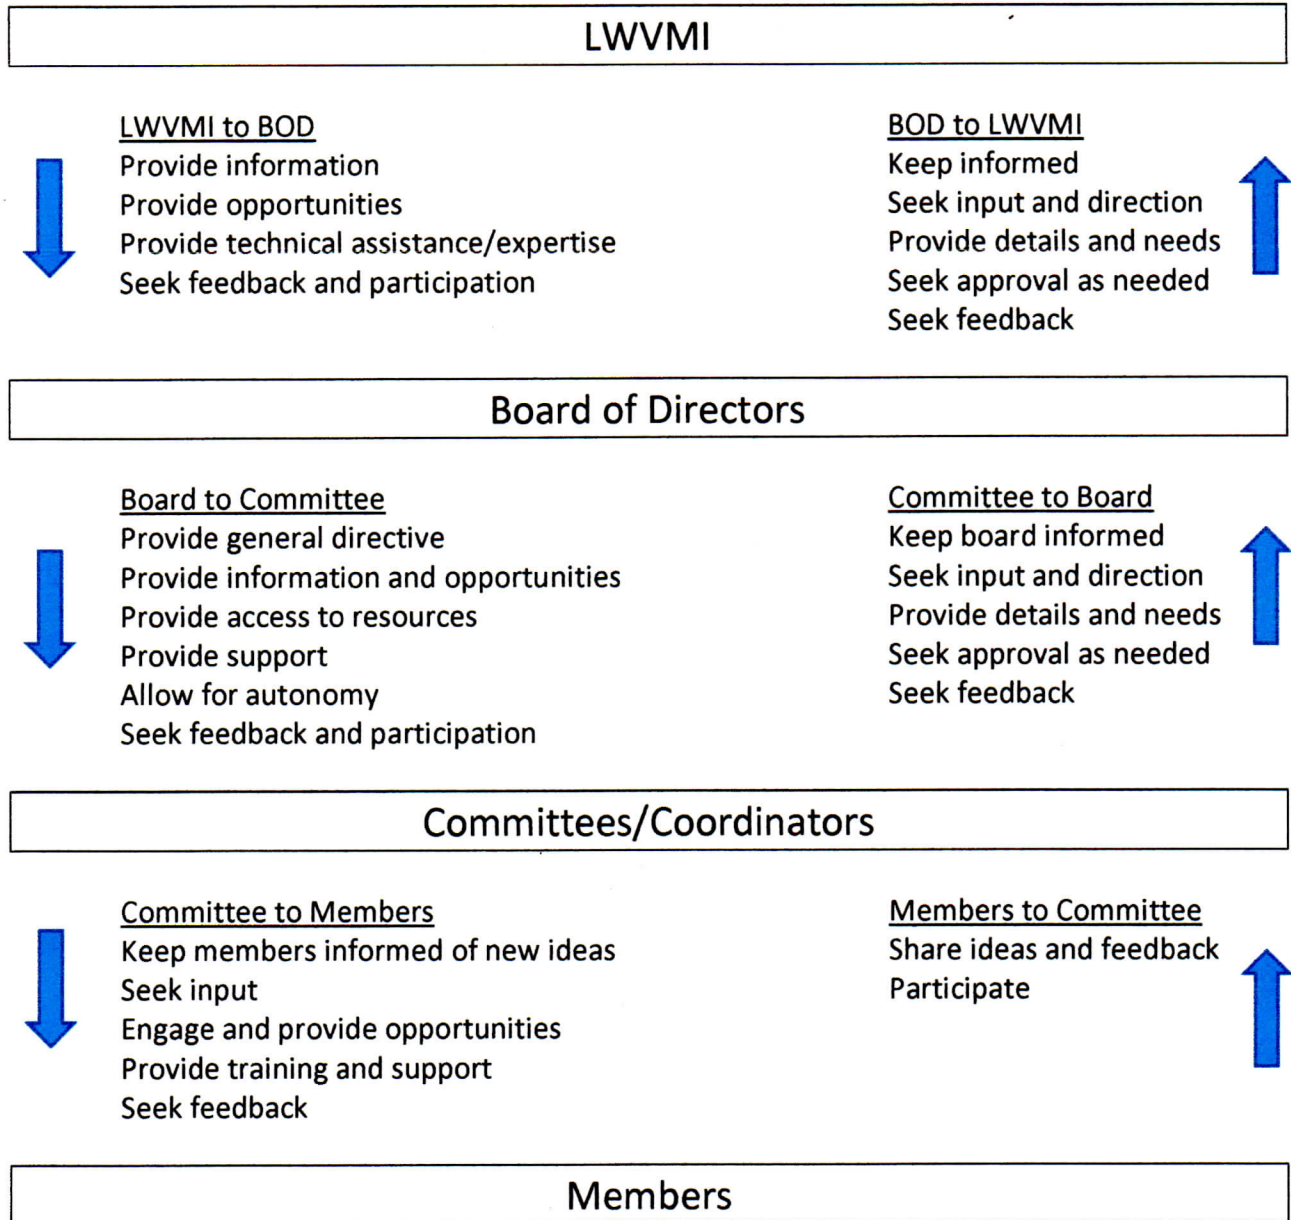 LWVMI
LWVMI to BOD
Provide information
Provide opportunities
Provide technical assistance/expertise
Seek feedback and participation
BOD to LWVMI
Keep informed
Seek input and direction
Provide details and needs
Seek approval as needed
Seek feedback
Board of Directors
Board to Committee
Provide general directive
Provide information and opportunities
Provide access to resources
Provide support
Allow for autonomy
Seek feedback and participation
Committee to Board
Keep board informed
Seek input and direction
Provide details and needs
Seek approval as needed
Seek feedback
Committees/Coordinators
Committee to Members
Keep members informed of new ideas
Seek input
Engage and provide opportunities
Provide training and support
Seek feedback
Members to Committee
Share ideas and feedback
Participate
Members